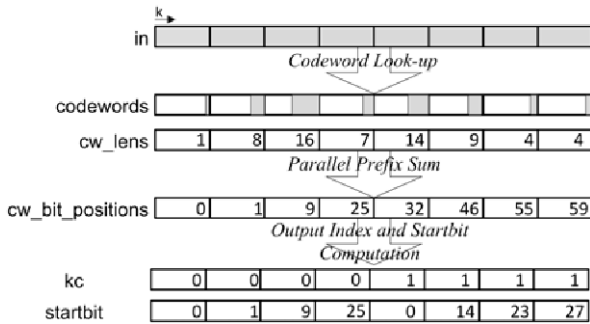 k
in
Codeword Look-up
codewords
cw_lens 1 8 16 7 14 9 4 4
Parallel Prefix Sum
cw_bit_positions 0 1 9 25 32 46 55 59
Output Index and Startbit
Computation
kc 0 0 0 0 1 1 1 1
startbit 0 1 9 25 0 14 23 27